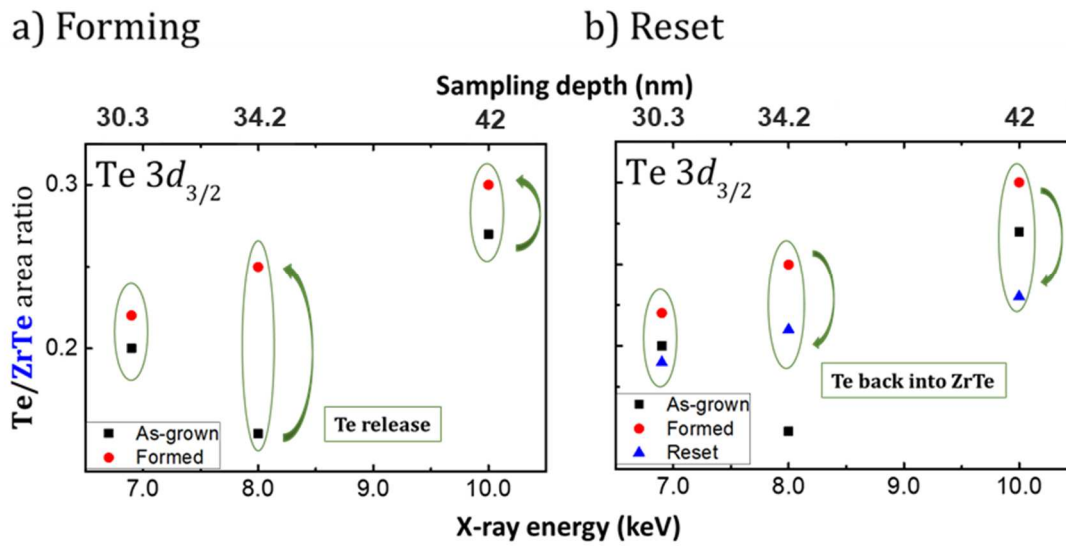 a) Forming
b) Reset
Sampling depth (nm)
30.3 34.2 42
30.3 34.2 42
Te 3d3/2
Te 3d3/2
0.3
0.2
Te/ZrTe area ratio
Te release
Te back into ZrTe
As-grown
Formed
As-grown
Formed
Reset
7.0 8.0 9.0 10.0
7.0 8.0 9.0 10.0
X-ray energy (keV)